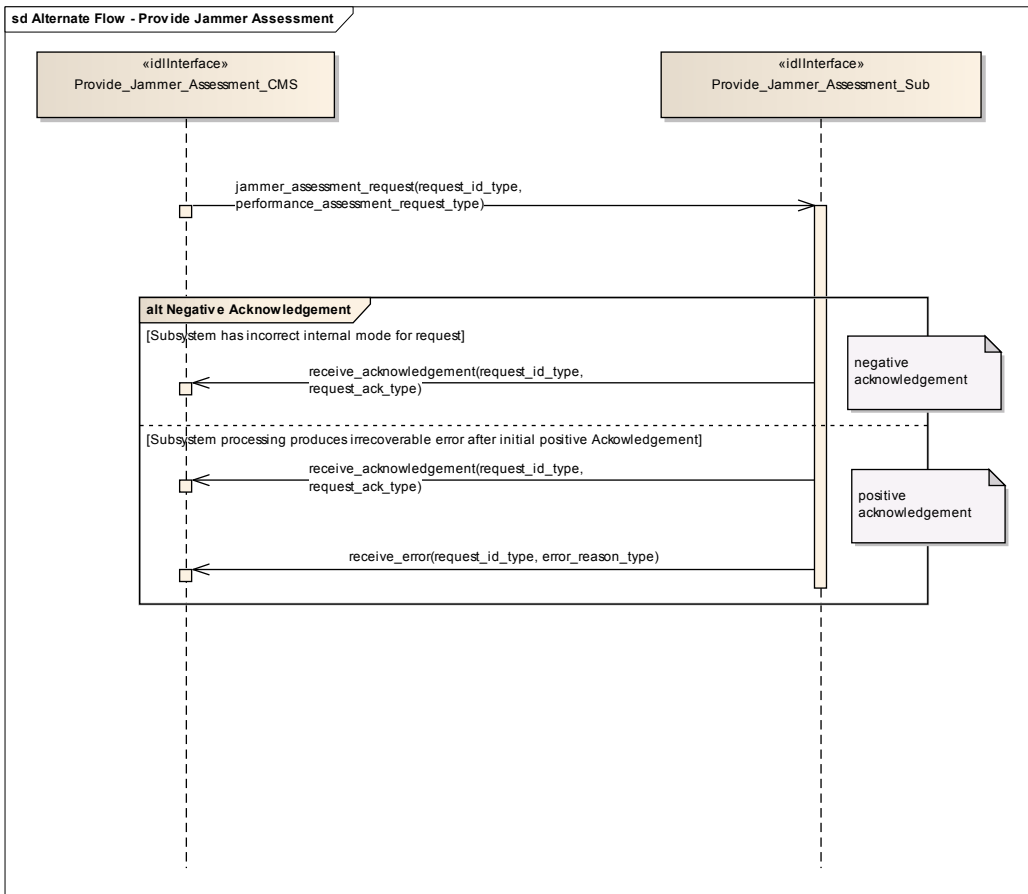 sd Alternate Flow - Provide Jammer Assessment
«idlInterface»
Provide_Jammer_Assessment_CMS
«idlInterface»
Provide_Jammer_Assessment_Sub
jammer_assessment_request(request_id_type,
performance_assessment_request_type)
alt Negative Acknowledgement
[Subsystem has incorrect internal mode for request]
receive_acknowledgement(request_id_type,
request_ack_type)
negative
acknowledgement
[Subsystem processing produces irrecoverable error after initial positive Ackowledgement]
receive_acknowledgement(request_id_type,
request_ack_type)
positive
acknowledgement
receive_error(request_id_type, error_reason_type)